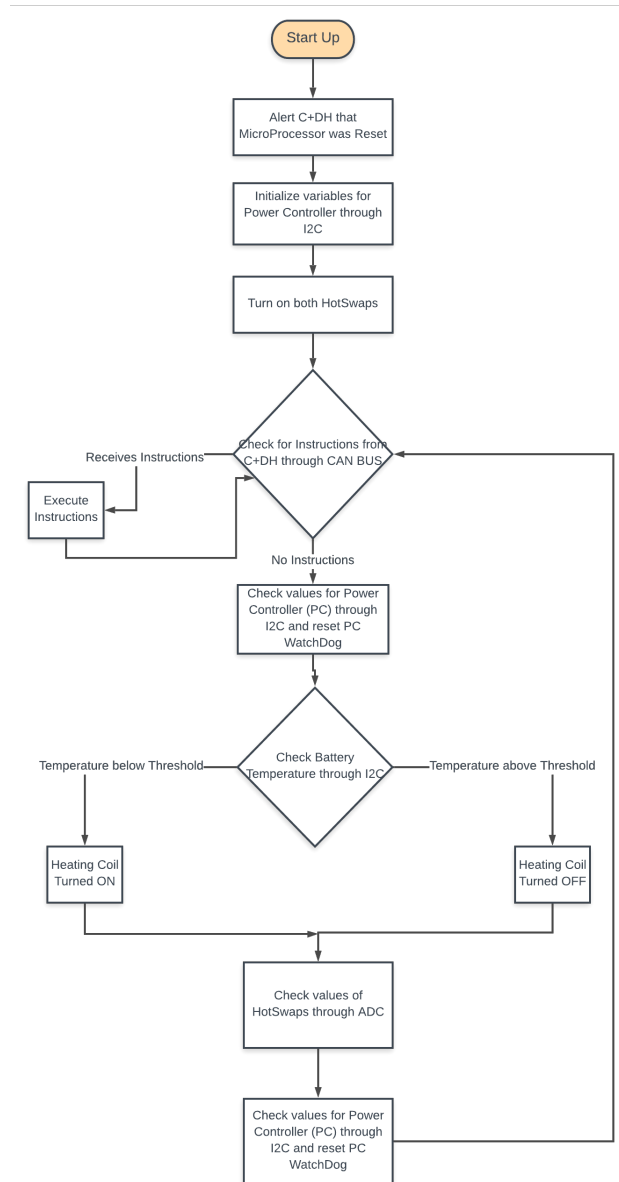 Start Up
Alert C+DH that
MicroProcessor was Reset
Initialize variables for
Power Controller through
I2C
Turn on both HotSwaps
Check for Instructions from
C+DH through CAN BUS
Receives Instructions
Execute
Instructions
No Instructions
Check values for Power
Controller (PC) through
I2C and reset PC
WatchDog
Check Battery
Temperature through I2C
Temperature below Threshold
Temperature above Threshold
Heating Coil
Turned ON
Heating Coil
Turned OFF
Check values of
HotSwaps through ADC
Check values for Power
Controller (PC) through
I2C and reset PC
WatchDog